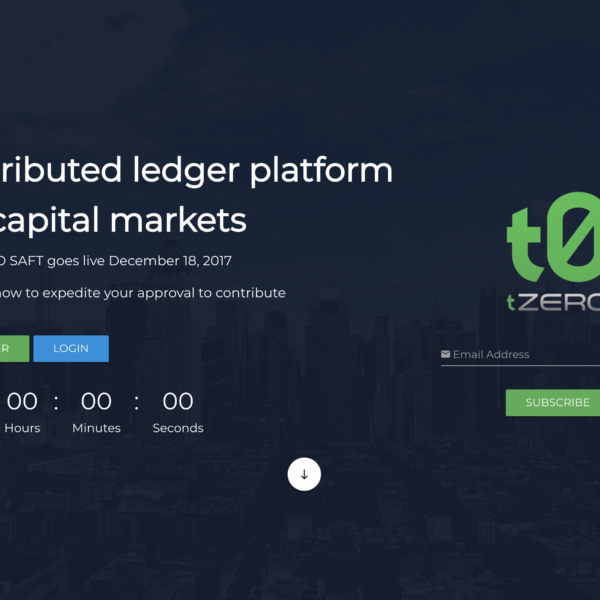 ributed ledger platform
capital markets
O SAFT goes live December 18, 2017
now to expedite your approval to contribute
ER
LOGIN
00 : 00 : 00
Hours Minutes Seconds
t0
tZERO
Email Address
SUBSCRIBE